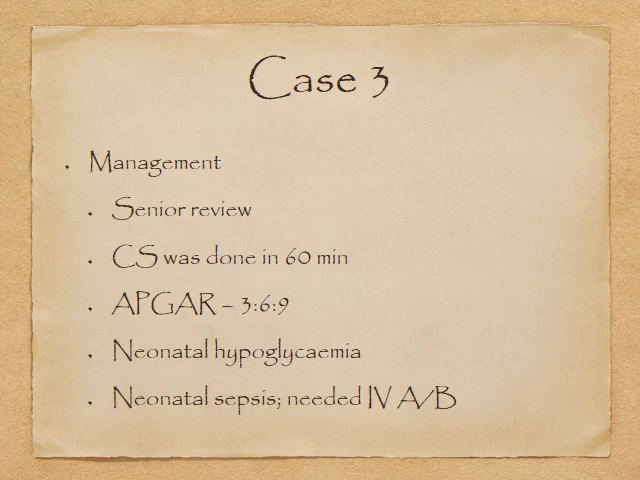 Case 3
• Management
• Senior review
• CS was done in 60 min
• APGAR – 3:6:9
• Neonatal hypoglycaemia
• Neonatal sepsis; needed IV A/B